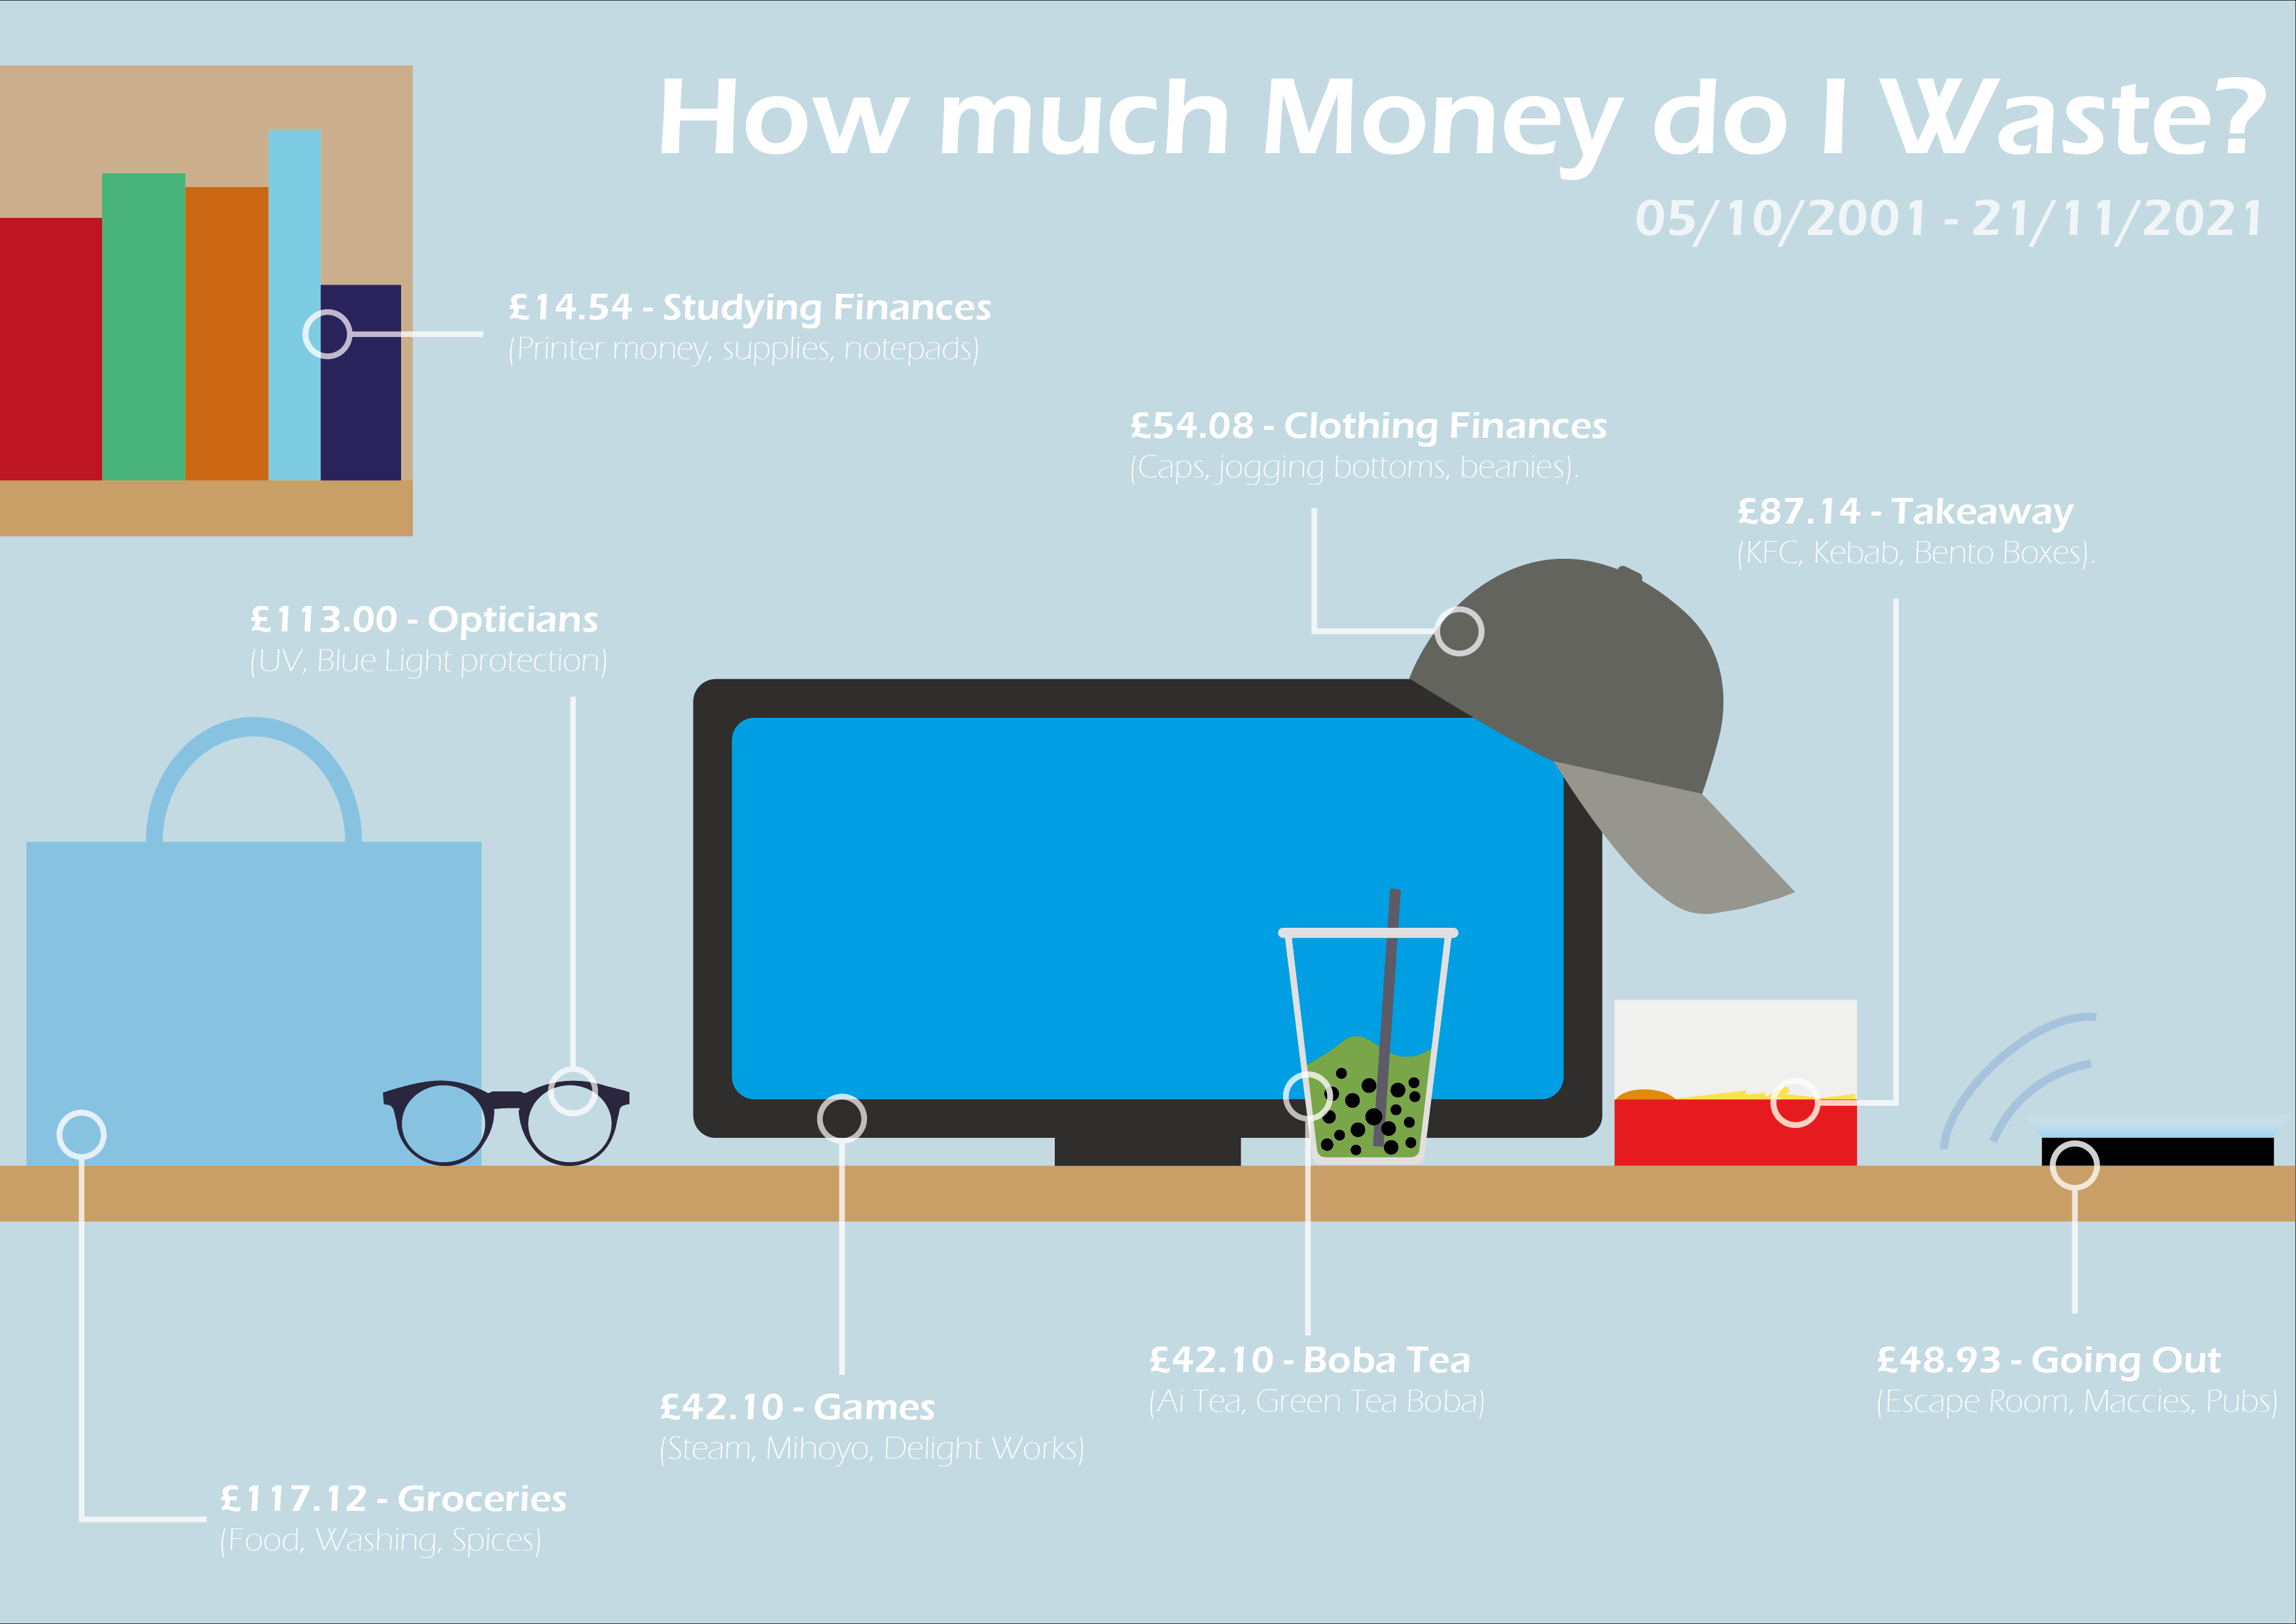 How much Money do I Waste?
05/10/2001 - 21/11/2021
£14.54 - Studying Finances
(Printer money, supplies, notepads)
£54.08 - Clothing Finances
(Caps, jogging bottoms, beanies).
£87.14 - Takeaway
(KFC, Kebab, Bento Boxes).
£113.00 - Opticians
(UV, Blue Light protection)
£42.10 - Boba Tea
(Ai Tea, Green Tea Boba)
£48.93 - Going Out
(Escape Room, Maccies, Pubs)
£42.10 - Games
(Steam, Mihoyo, Delight Works)
£117.12 - Groceries
(Food, Washing, Spices)